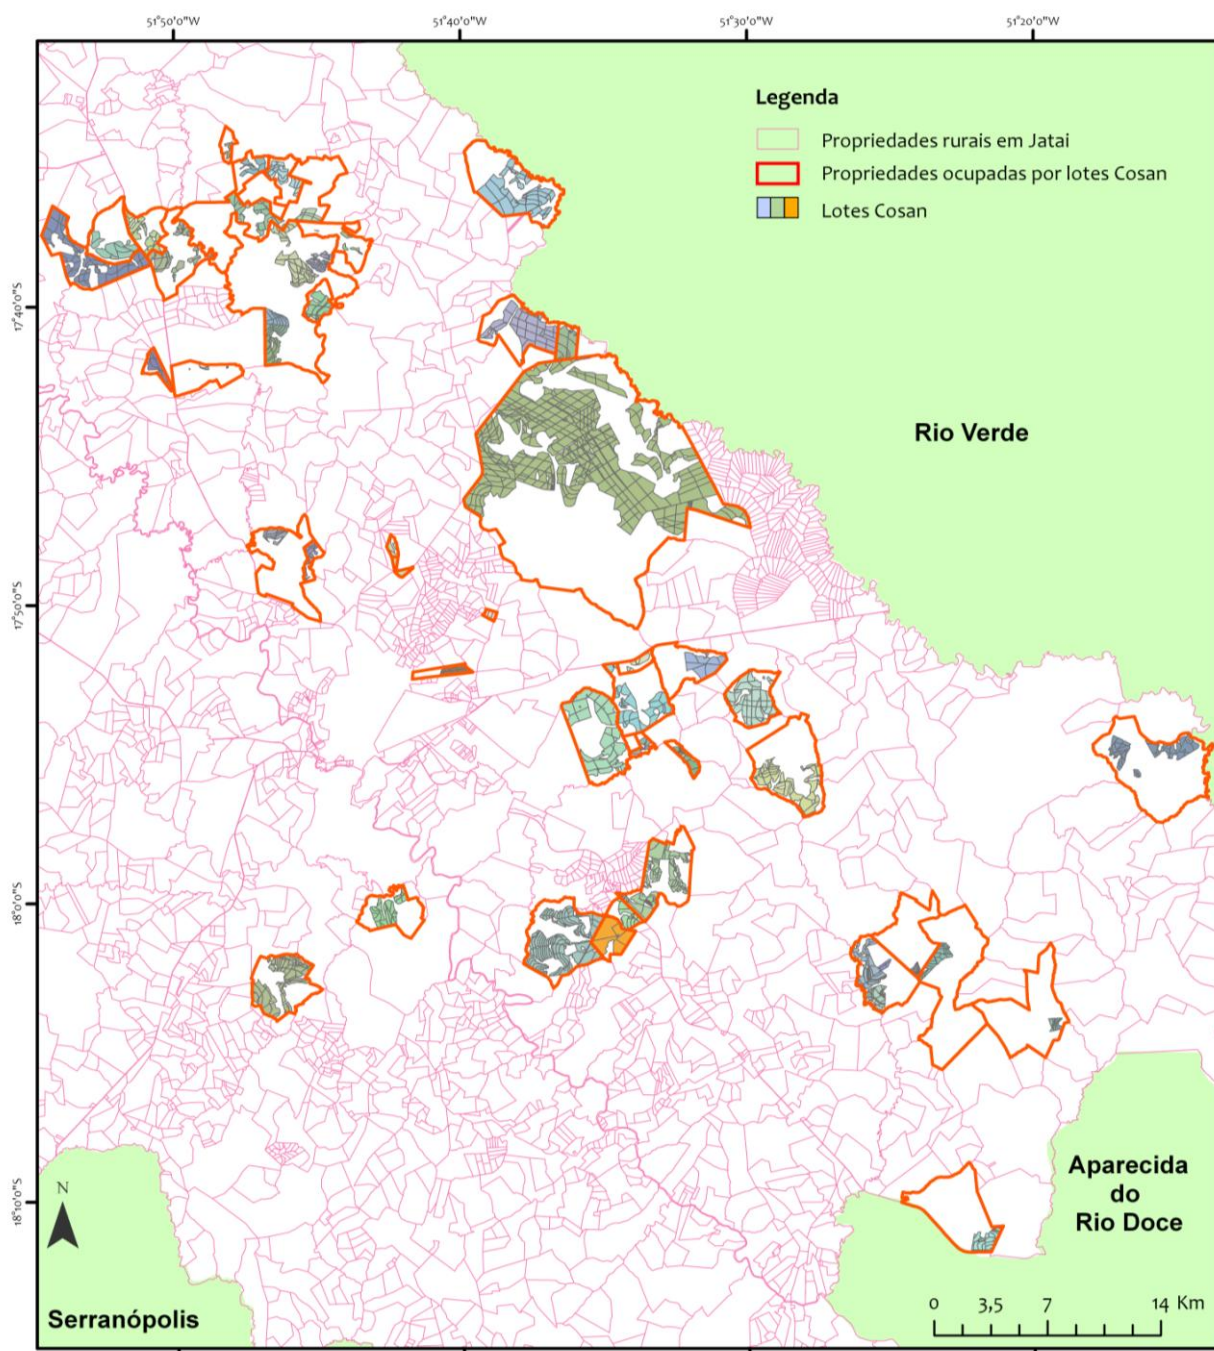 51°50'0"W
51°40'0"W
51°30'0"W
51°20'0"W
Legenda
Propriedades rurais em Jatai
Propriedades ocupadas por lotes Cosan
Lotes Cosan
17°40'0"S
Rio Verde
17°50'0"S
18°0'0"S
18°10'0"S
N
Aparecida
do
Rio Doce
Serranópolis
0 3,5 7 14 Km